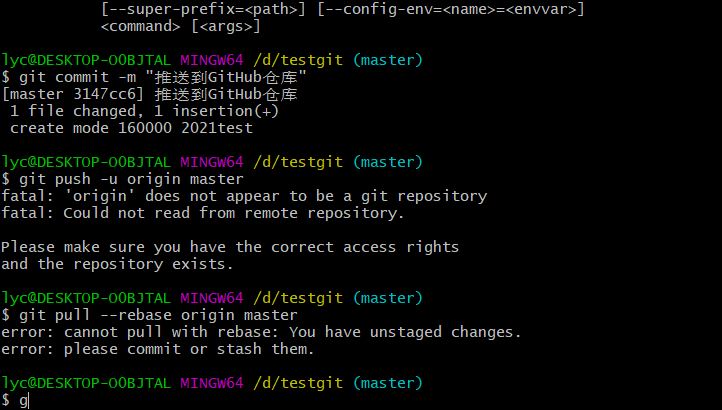 [--super-prefix=<path>] [--config-env=<name>=<envvar>]
<command> [<args>]
lyc@DESKTOP-OOBJTAL MINGW64 /d/testgit (master)
$ git commit -m "推送到GitHub仓库"
[master 3147cc6] 推送到GitHub仓库
1 file changed, 1 insertion(+)
create mode 160000 2021test
lyc@DESKTOP-OOBJTAL MINGW64 /d/testgit (master)
$ git push -u origin master
fatal: 'origin' does not appear to be a git repository
fatal: Could not read from remote repository.
Please make sure you have the correct access rights
and the repository exists.
lyc@DESKTOP-OOBJTAL MINGW64 /d/testgit (master)
$ git pull --rebase origin master
error: cannot pull with rebase: You have unstaged changes.
error: please commit or stash them.
lyc@DESKTOP-OOBJTAL MINGW64 /d/testgit (master)
$ g